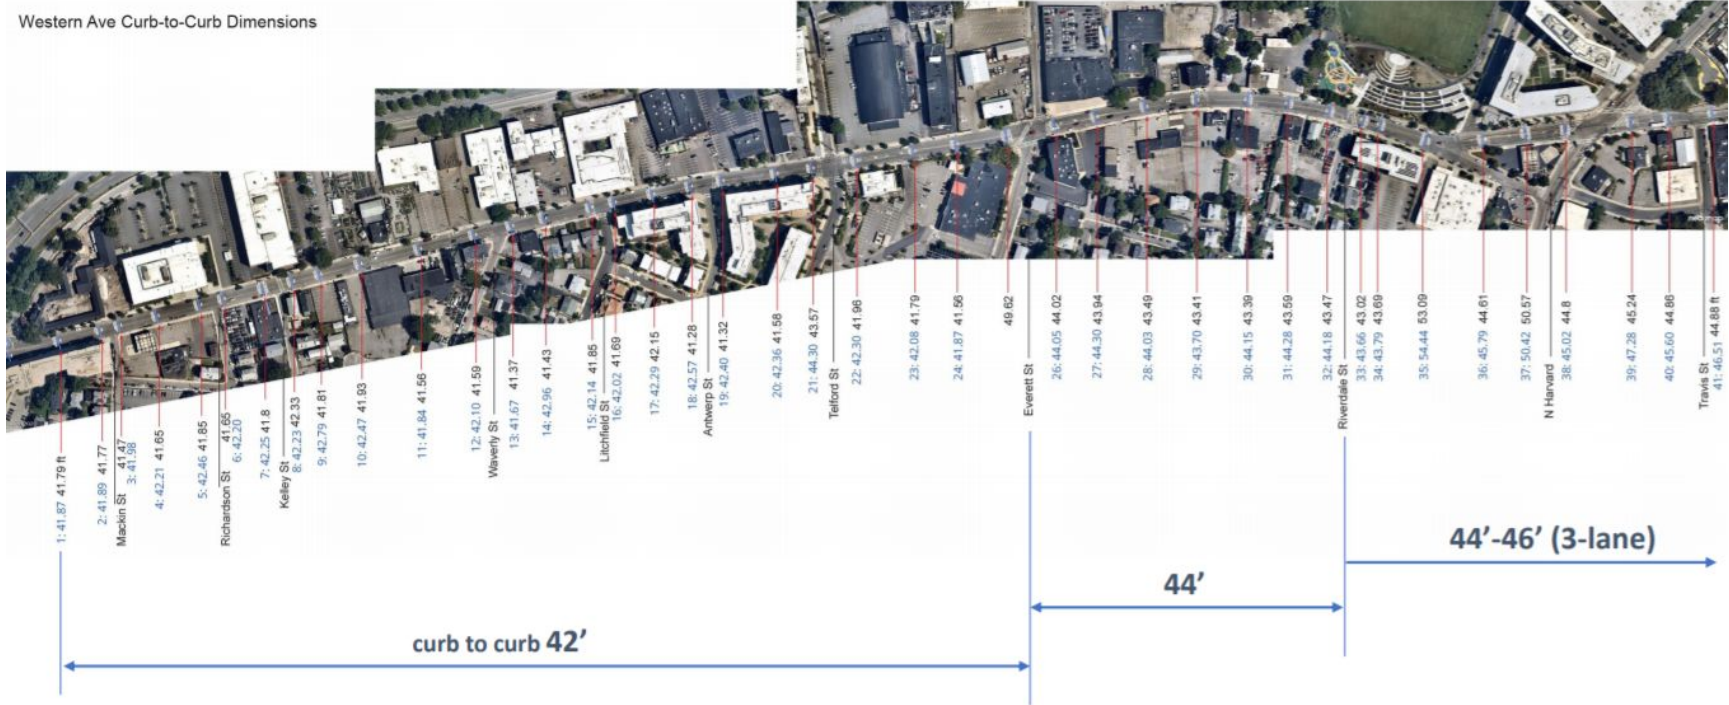 Western Ave Curb-to-Curb Dimensions
1: 41.87 41.79 ft
2: 41.89 41.77
Mackin St
41.47
3: 41.98
4: 42.21 41.65
5: 42.46 41.85
Richardson St
41.65
6: 42.20
7: 42.25 41.8
Kelley St
8: 42.23 42.33
9: 42.79 41.81
10: 42.47 41.93
11: 41.84 41.56
12: 42.10 41.59
Waverly St
13: 41.67 41.37
14: 42.96 41.43
15: 42.14 41.85
Litchfield St
16: 42.02 41.69
17: 42.29 42.15
18: 42.57 41.28
Antwerp St
19: 42.40 41.32
20: 42.36 41.58
21: 44.30 43.57
Telford St
22: 42.30 41.96
23: 42.08 41.79
24: 41.87 41.56
49.62
Everett St
26: 44.05 44.02
27: 44.30 43.94
28: 44.03 43.49
29: 43.70 43.41
30: 44.15 43.39
31: 44.28 43.59
32: 44.18 43.47
Riverdale St
33: 43.66 43.02
34: 43.79 43.69
35: 54.44 53.09
36: 45.79 44.61
37: 50.42 50.57
N Harvard
38: 45.02 44.8
39: 47.28 45.24
40: 45.60 44.86
Travis St
41: 46.51 44.88 ft
44'-46' (3-lane)
44'
curb to curb 42'